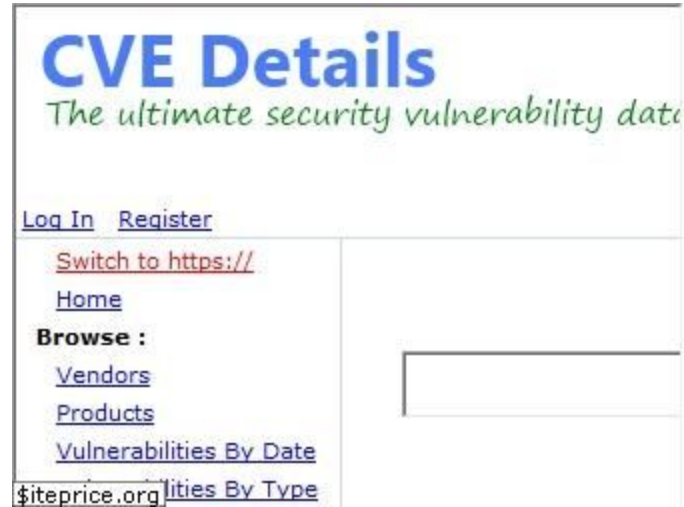 CVE Details
The ultimate security vulnerability
Log In Register
Switch to https://
Home
Browse :
Vendors
Products
Vulnerabilities By Date
By Type
$iteprice.org